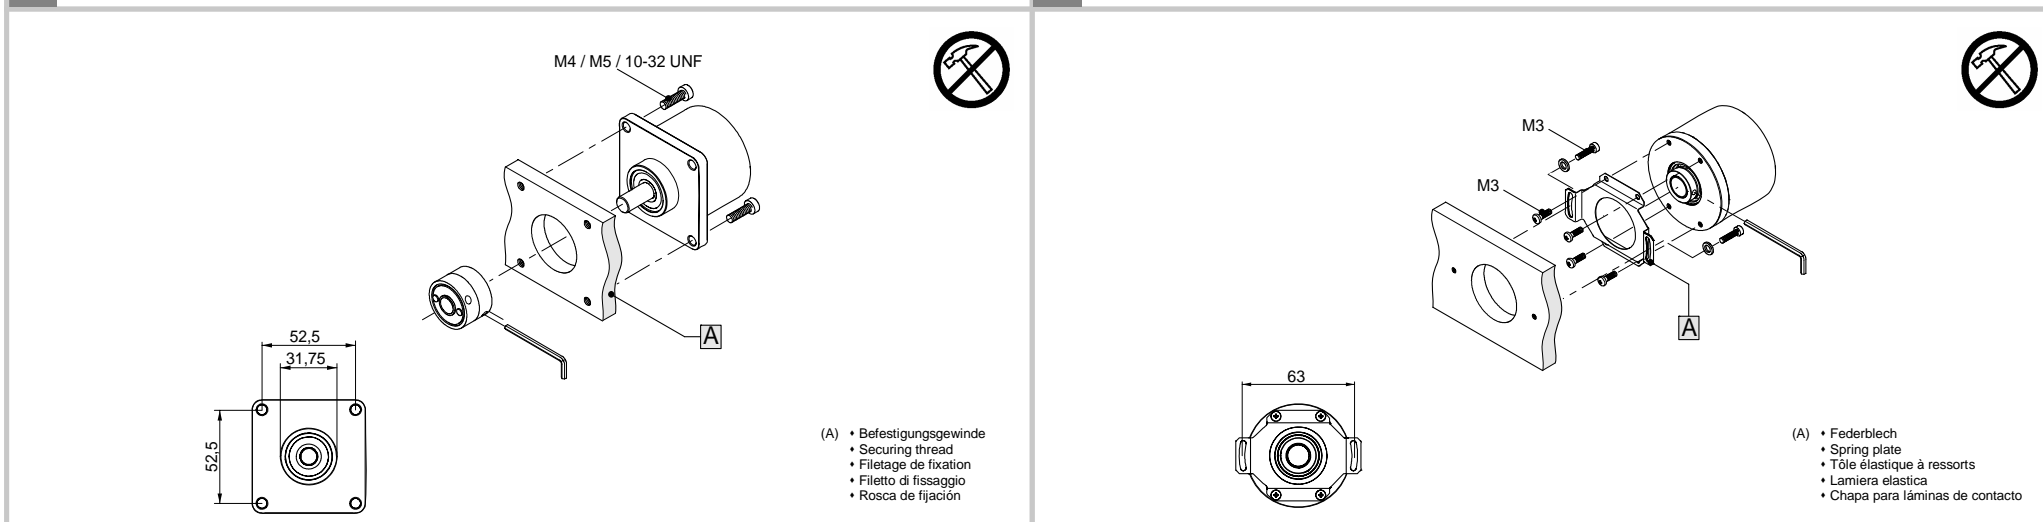 M4 / M5 / 10-32 UNF
A
52,5
31,75
52,5
(A) • Befestigungsgewinde
• Securing thread
• Filetage de fixation
• Filetto di fissaggio
• Rosca de fijación
M3
M3
A
63
(A) • Federblech
• Spring plate
• Tôle élastique à ressorts
• Lamiera elastica
• Chapa para láminas de contacto